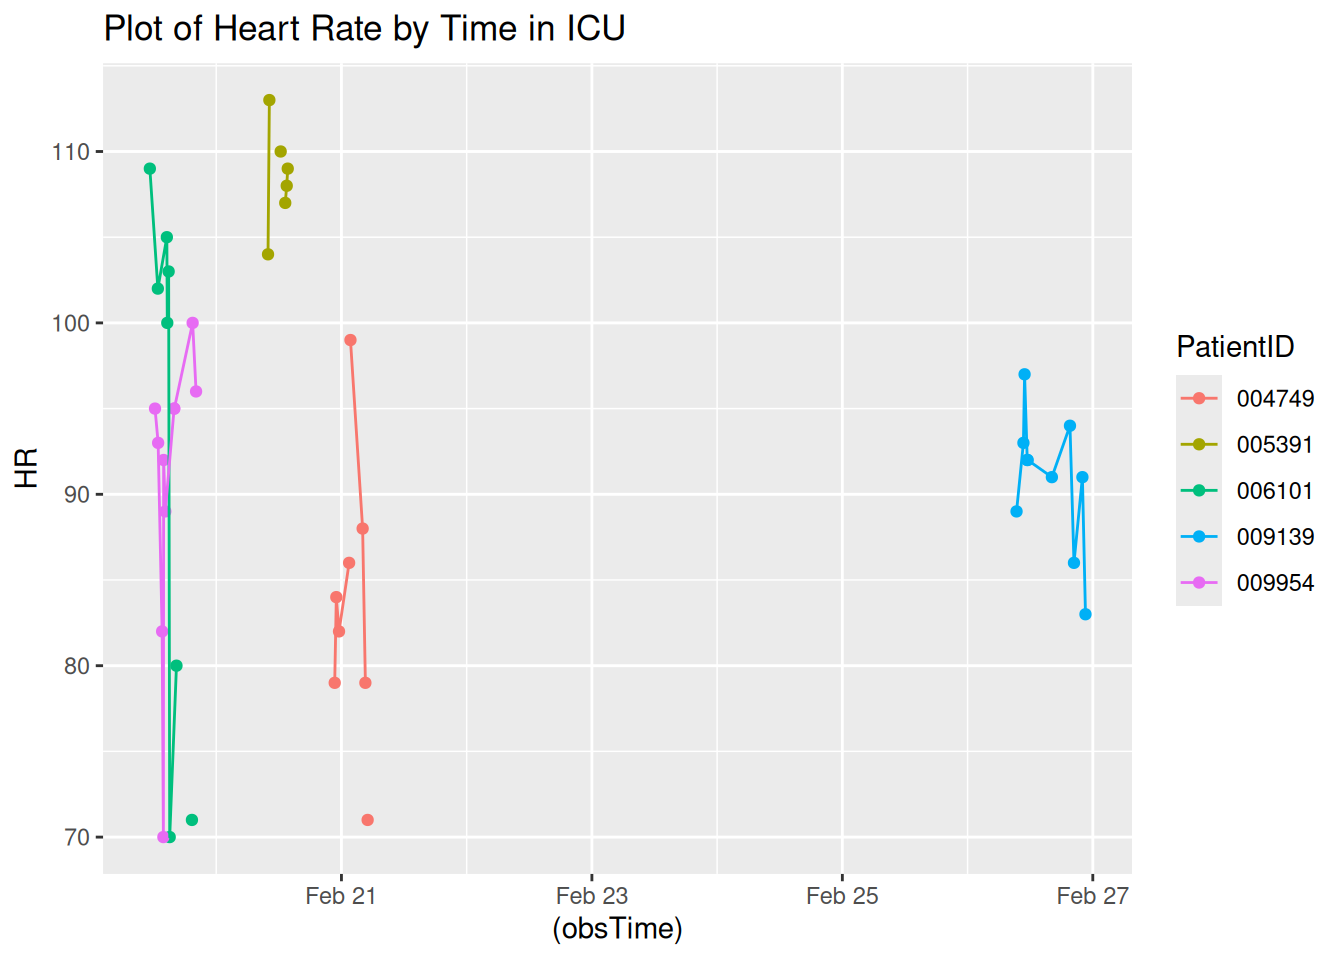 Plot of Heart Rate by Time in ICU
110
100
90
80
70
HR
Feb 21
Feb 23
Feb 25
Feb 27
(obsTime)
PatientID
004749
005391
006101
009139
009954